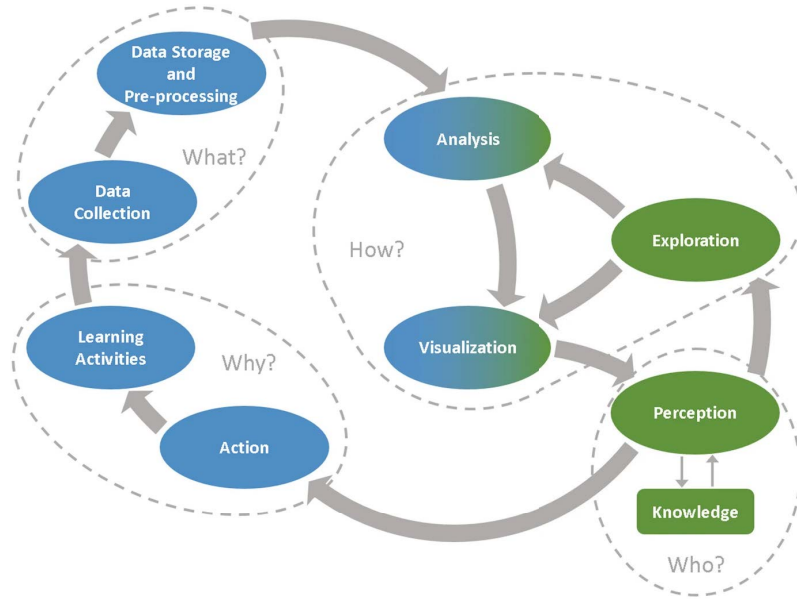 Data Storage
and
Pre-processing
What?
Data
Collection
Analysis
How?
Exploration
Visualization
Learning
Activities
Why?
Action
Perception
Knowledge
Who?